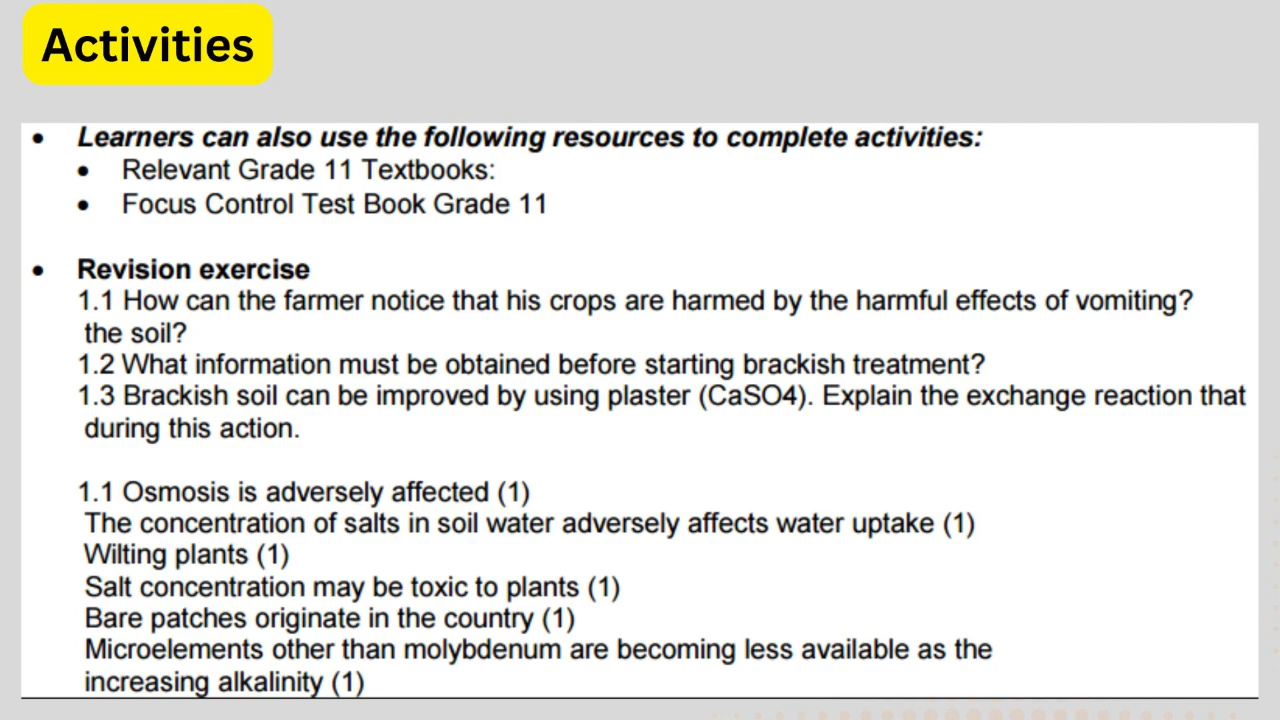 Activities
• Learners can also use the following resources to complete activities:
• Relevant Grade 11 Textbooks:
• Focus Control Test Book Grade 11
• Revision exercise
1.1 How can the farmer notice that his crops are harmed by the harmful effects of vomiting?
the soil?
1.2 What information must be obtained before starting brackish treatment?
1.3 Brackish soil can be improved by using plaster (CaSO4). Explain the exchange reaction that
during this action.
1.1 Osmosis is adversely affected (1)
The concentration of salts in soil water adversely affects water uptake (1)
Wilting plants (1)
Salt concentration may be toxic to plants (1)
Bare patches originate in the country (1)
Microelements other than molybdenum are becoming less available as the
increasing alkalinity (1)